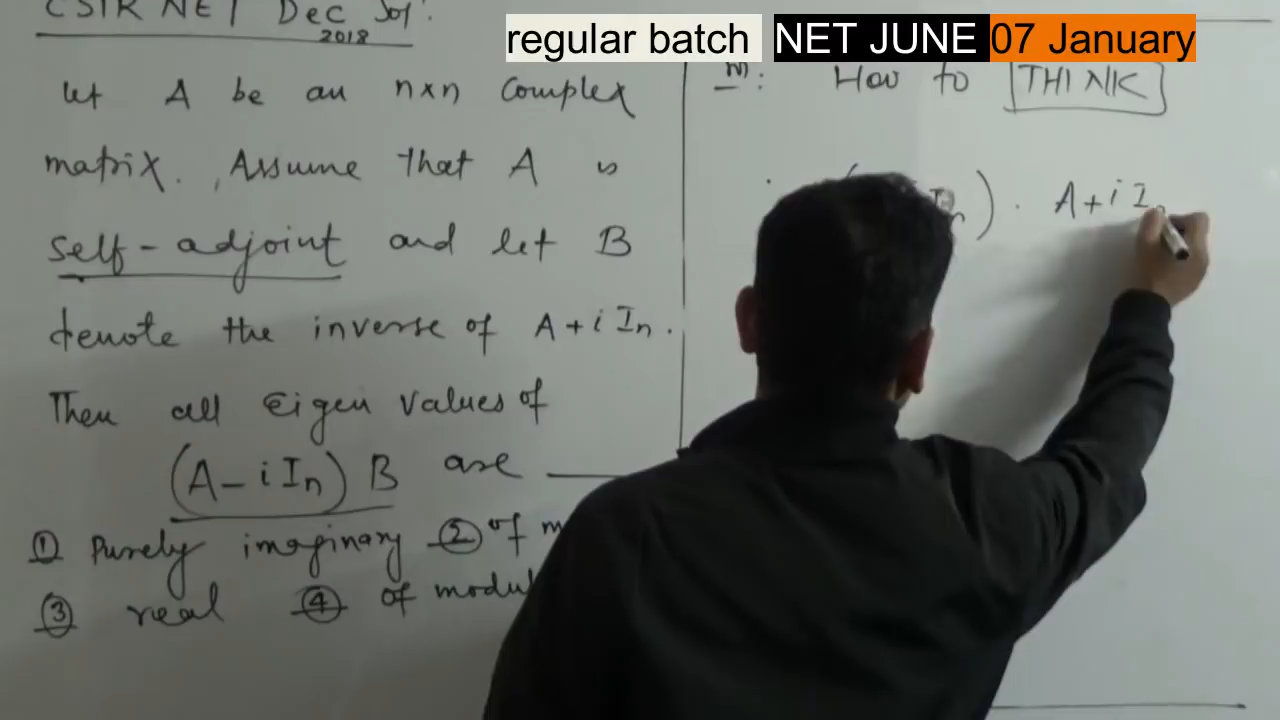 CSIR NET Dec Sol.
2018
regular batch NET JUNE 07 January
Let A be an n×n Complex
matrix. Assume that A is
self-adjoint and let B
denote the inverse of A+iIn.
Then all Eigen Values of
(A-iIn) B are ____
① Purely imaginary ② of
③ real ④ of
How to THINK
A+iIn